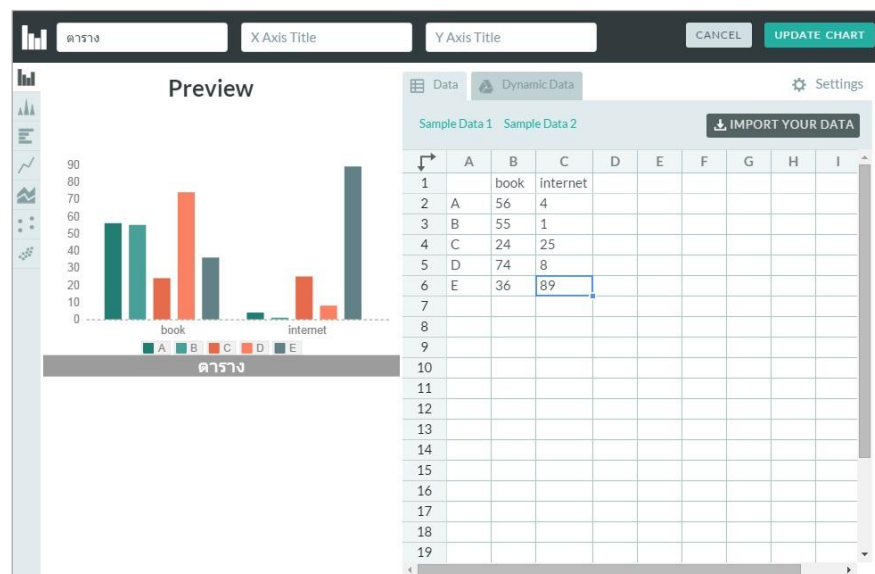 ตาราง X Axis Title Y Axis Title CANCEL UPDATE CHART
Preview
Data Dynamic Data Settings
Sample Data 1 Sample Data 2 IMPORT YOUR DATA
90
80
70
60
50
40
30
20
10
0
book internet
A B C D E
ตาราง
A B C D E F G H I
1 book internet
2 A 56 4
3 B 55 1
4 C 24 25
5 D 74 8
6 E 36 89
7
8
9
10
11
12
13
14
15
16
17
18
19